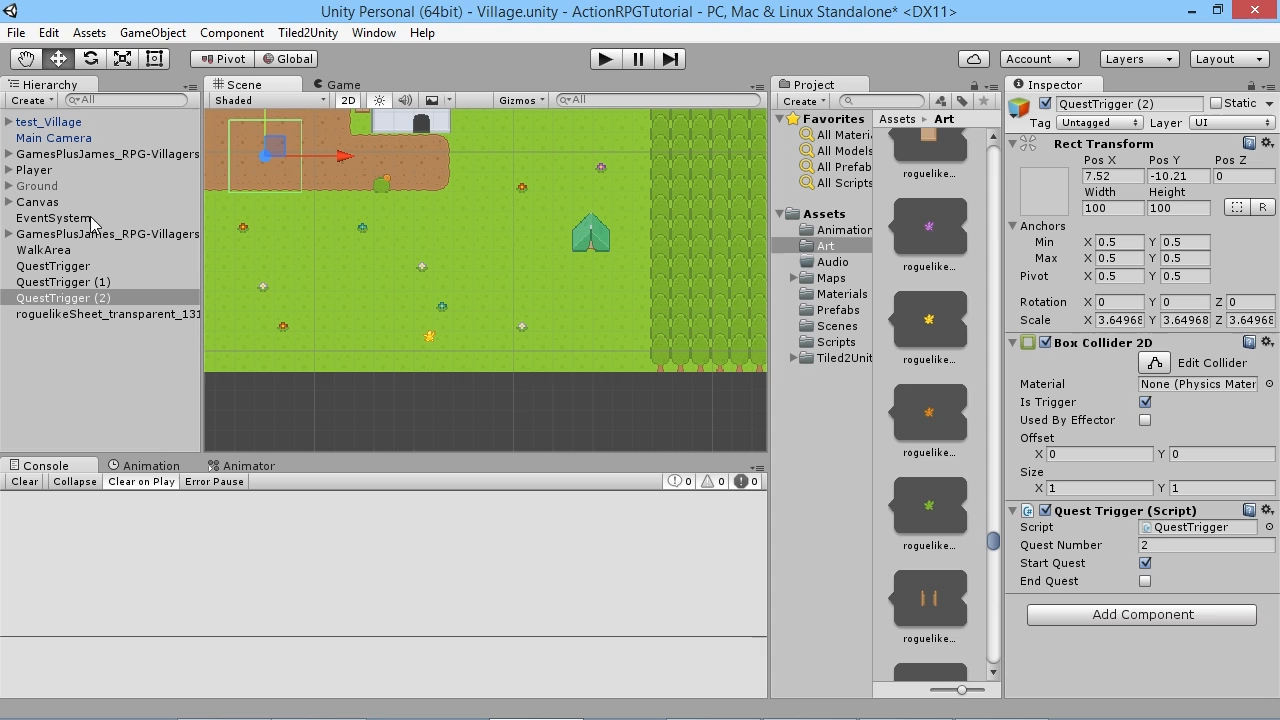 Unity Personal (64bit) - Village.unity - ActionRPGTutorial - PC, Mac & Linux Standalone* <DX11>
File Edit Assets GameObject Component Tiled2Unity Window Help
Pivot Global Account Layers Layout
Hierarchy
Create All
test_Village
Main Camera
GamesPlusJames_RPG-Villagers
Player
Ground
Canvas
EventSystem
GamesPlusJames_RPG-Villagers
WalkArea
QuestTrigger
QuestTrigger (1)
QuestTrigger (2)
roguelikeSheet_transparent_131
Scene Game
Shaded 2D Gizmos All
Console Animation Animator
Clear Collapse Clear on Play Error Pause 0 0 0
Project
Create
Favorites
All Materi
All Models
All Prefab
All Scripts
Assets
Animation
Art
Audio
Maps
Materials
Prefabs
Scenes
Scripts
Tiled2Unit
Assets Art
roguelike...
roguelike...
roguelike...
roguelike...
roguelike...
Inspector
QuestTrigger (2) Static
Tag Untagged Layer UI
Rect Transform
Pos X Pos Y Pos Z
7.52 -10.21 0
Width Height
100 100 R
Anchors
Min X 0.5 Y 0.5
Max X 0.5 Y 0.5
Pivot X 0.5 Y 0.5
Rotation X 0 Y 0 Z 0
Scale X 3.64968 Y 3.64968 Z 3.64968
Box Collider 2D
Edit Collider
Material None (Physics Mater
Is Trigger
Used By Effector
Offset
X 0 Y 0
Size
X 1 Y 1
Quest Trigger (Script)
Script QuestTrigger
Quest Number 2
Start Quest
End Quest
Add Component